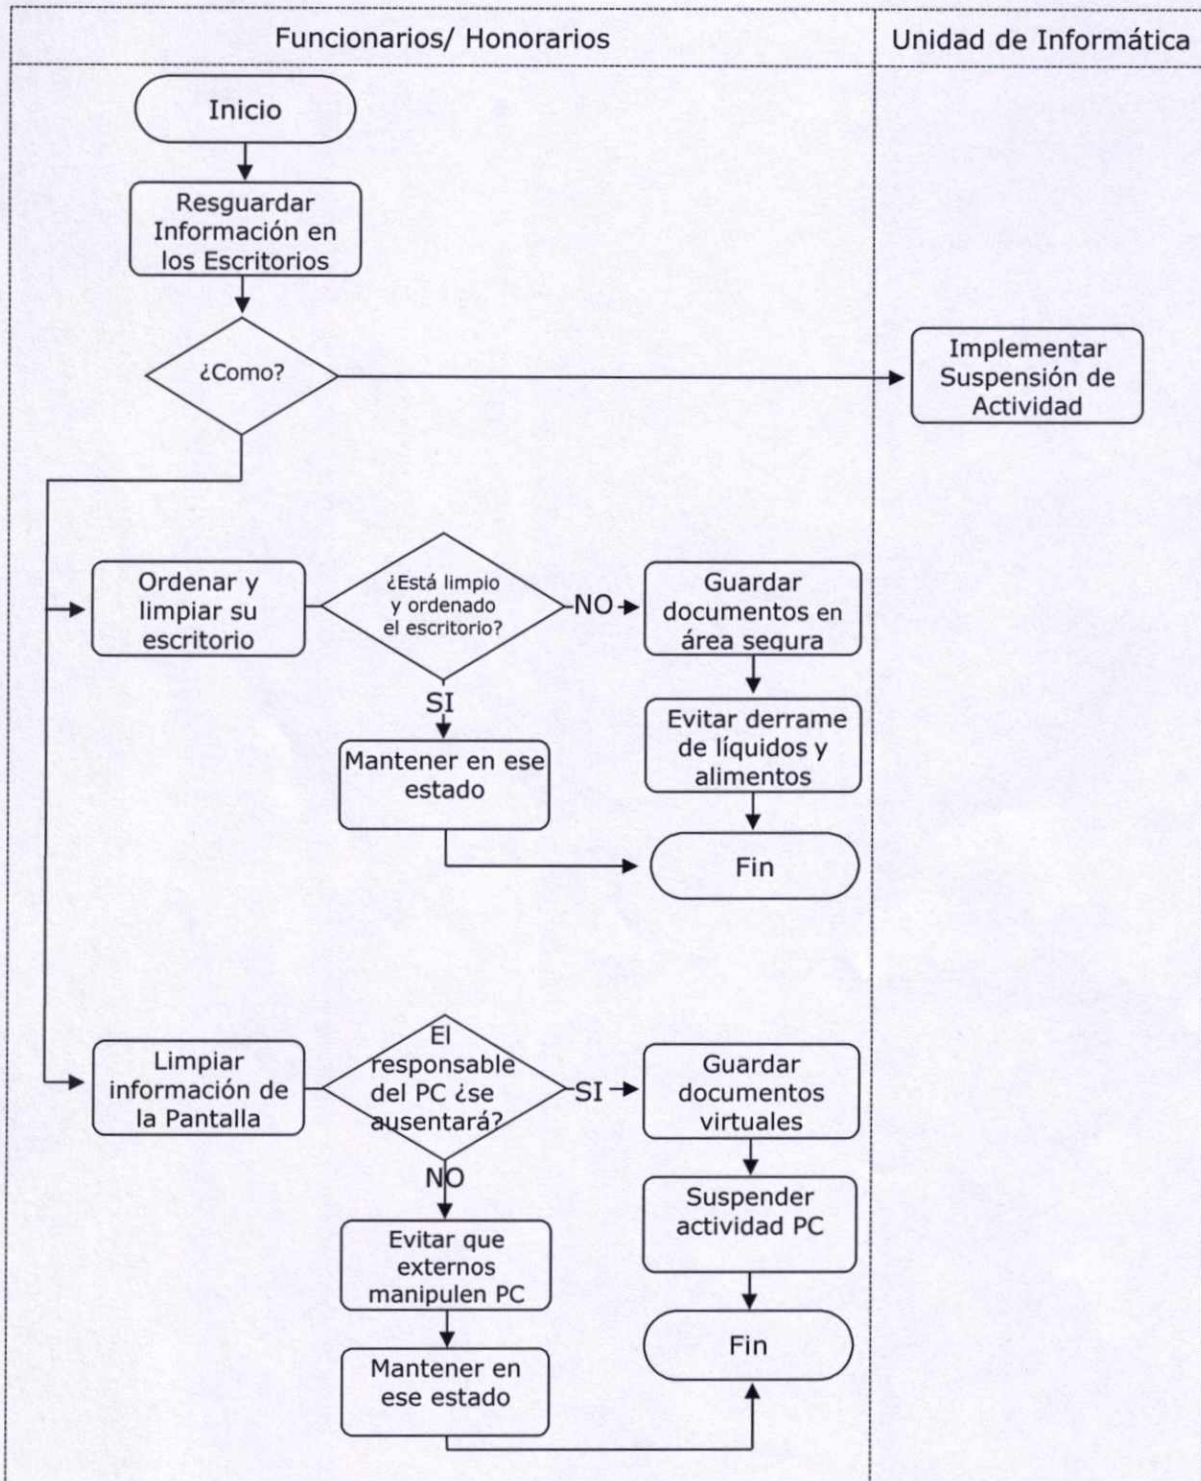 Funcionarios/ Honorarios
Unidad de Informática
Inicio
Resguardar
Información en
los Escritorios
¿Como?
Implementar
Suspensión de
Actividad
Ordenar y
limpiar su
escritorio
¿Está limpio
y ordenado
el escritorio?
NO
Guardar
documentos en
área segura
SI
Mantener en ese
estado
Evitar derrame
de líquidos y
alimentos
Fin
Limpiar
información de
la Pantalla
El
responsable
del PC ¿se
ausentará?
SI
Guardar
documentos
virtuales
NO
Evitar que
externos
manipulen PC
Suspender
actividad PC
Mantener en
ese estado
Fin